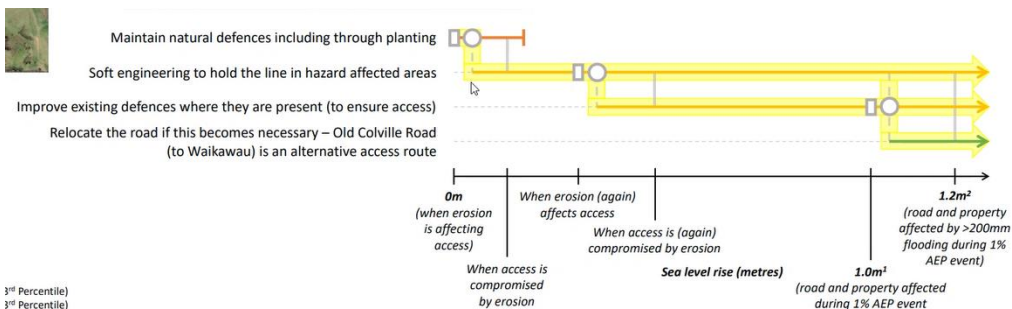 Maintain natural defences including through planting
Soft engineering to hold the line in hazard affected areas
Improve existing defences where they are present (to ensure access)
Relocate the road if this becomes necessary – Old Colville Road
(to Waikawau) is an alternative access route
0m
(when erosion
is affecting
access)
When access is
compromised
by erosion
When erosion (again)
affects access
When access is (again)
compromised by erosion
Sea level rise (metres)
1.0m¹
(road and property affected
during 1% AEP event
1.2m²
(road and property
affected by >200mm
flooding during 1%
AEP event)
3rd Percentile)
3rd Percentile)